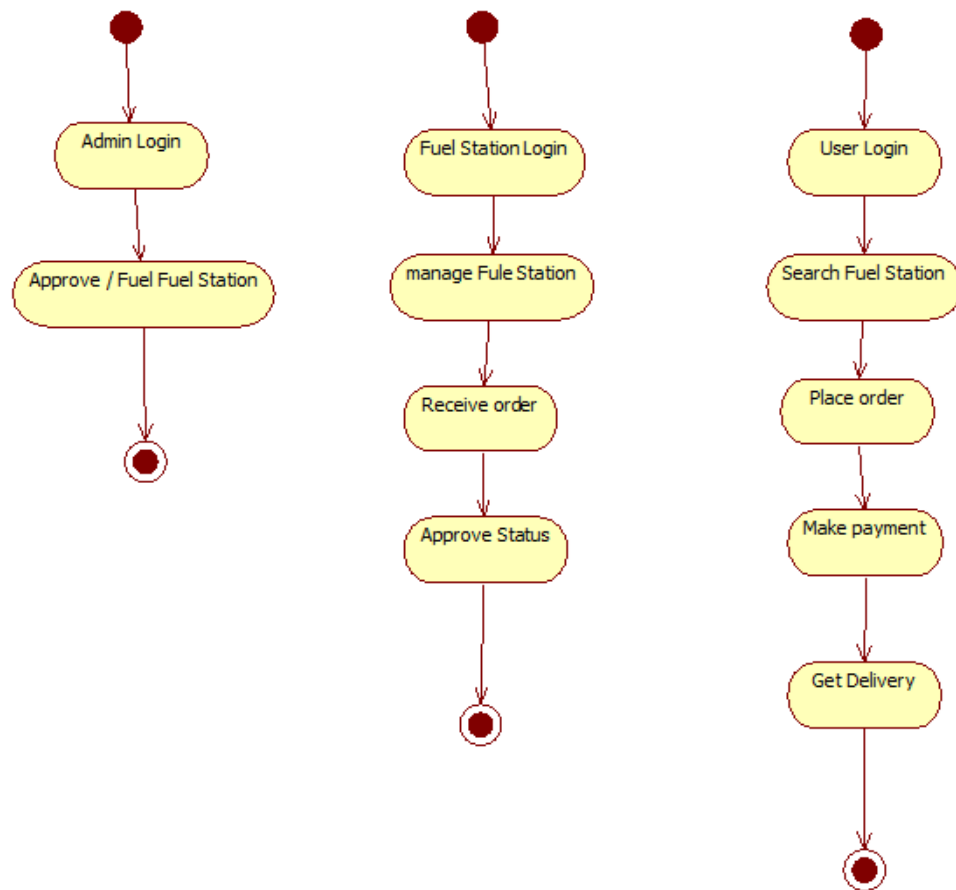 Admin Login
Approve / Fuel Fuel Station
Fuel Station Login
manage Fule Station
Receive order
Approve Status
User Login
Search Fuel Station
Place order
Make payment
Get Delivery